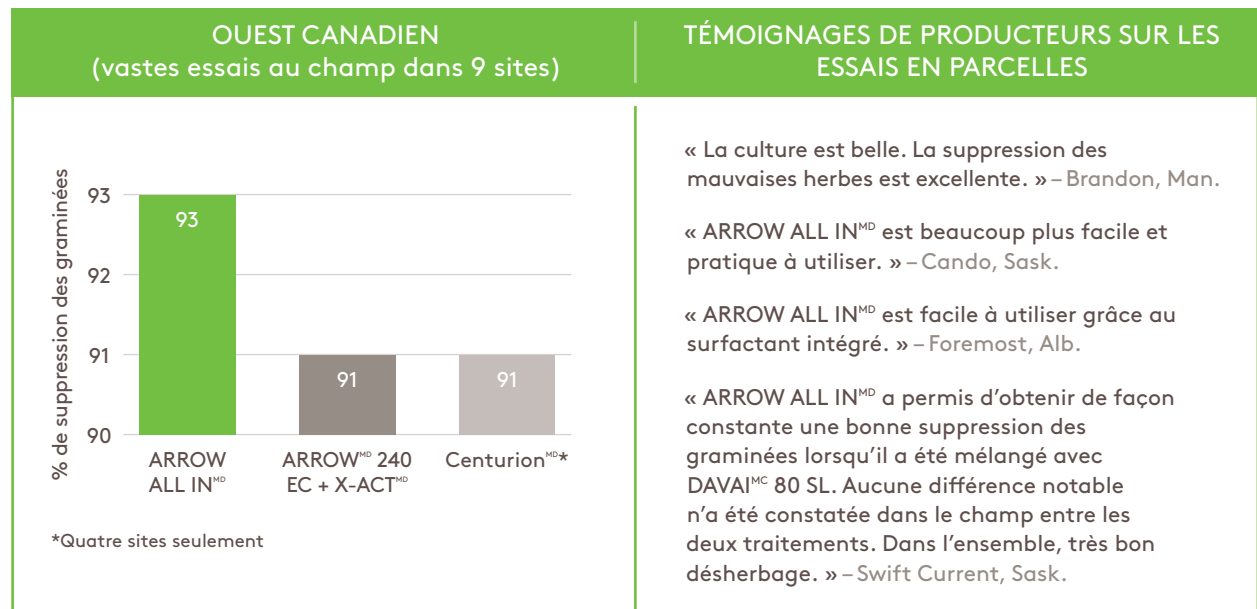 OUEST CANADIEN
(vastes essais au champ dans 9 sites)
% de suppression des graminées
93
92
91
90
93
91
91
ARROW
ALL INᴹᴰ
ARROWᴹᴰ 240
EC + X-ACTᴹᴰ
Centurionᴹᴰ*
*Quatre sites seulement
TÉMOIGNAGES DE PRODUCTEURS SUR LES
ESSAIS EN PARCELLES
« La culture est belle. La suppression des
mauvaises herbes est excellente. » – Brandon, Man.
« ARROW ALL INᴹᴰ est beaucoup plus facile et
pratique à utiliser. » – Cando, Sask.
« ARROW ALL INᴹᴰ est facile à utiliser grâce au
surfactant intégré. » – Foremost, Alb.
« ARROW ALL INᴹᴰ a permis d’obtenir de façon
constante une bonne suppression des
graminées lorsqu’il a été mélangé avec
DAVAIᴹᶜ 80 SL. Aucune différence notable
n’a été constatée dans le champ entre les
deux traitements. Dans l’ensemble, très bon
désherbage. » – Swift Current, Sask.